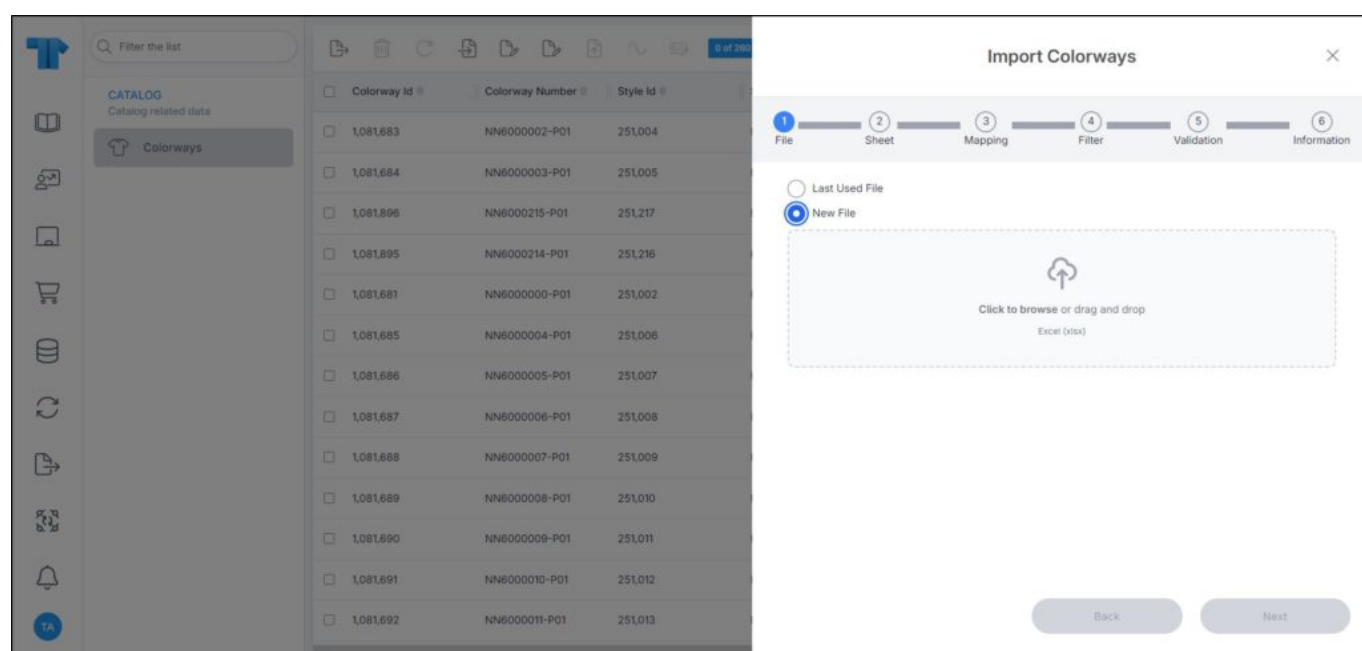 Filter the list
CATALOG
Catalog related data
Colorways
0 of 260
Colorway Id
Colorway Number
Style Id
1,081,683 NN6000002-P01 251,004
1,081,684 NN6000003-P01 251,005
1,081,896 NN6000215-P01 251,217
1,081,895 NN6000214-P01 251,216
1,081,681 NN6000000-P01 251,002
1,081,685 NN6000004-P01 251,006
1,081,686 NN6000005-P01 251,007
1,081,687 NN6000006-P01 251,008
1,081,688 NN6000007-P01 251,009
1,081,689 NN6000008-P01 251,010
1,081,690 NN6000009-P01 251,011
1,081,691 NN6000010-P01 251,012
1,081,692 NN6000011-P01 251,013
TA
Import Colorways
1 2 3 4 5 6
File Sheet Mapping Filter Validation Information
Last Used File
New File
Click to browse or drag and drop
Excel (xlsx)
Back Next